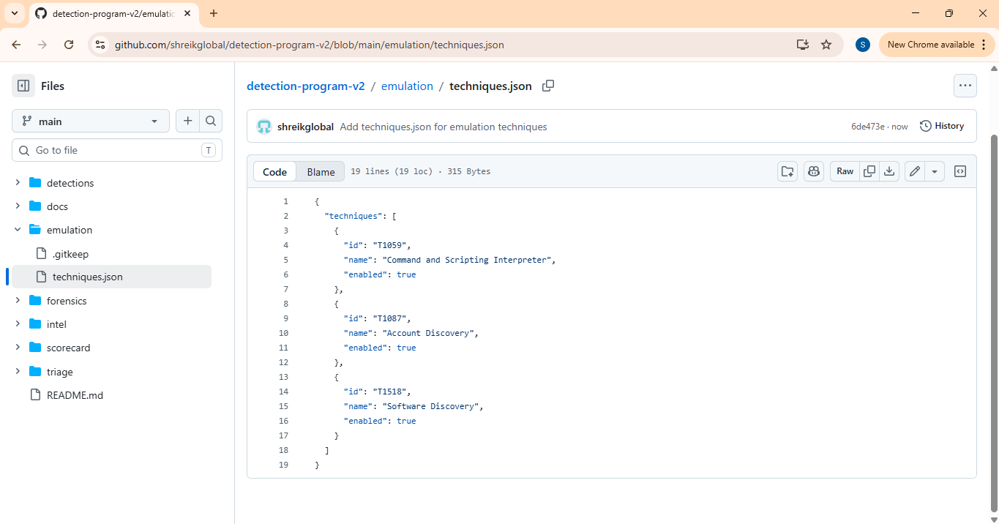 detection-program-v2/emulatic
github.com/shreikglobal/detection-program-v2/blob/main/emulation/techniques.json
S
New Chrome available
Files
main
Go to file
T
detections
docs
emulation
.gitkeep
techniques.json
forensics
intel
scorecard
triage
README.md
detection-program-v2 / emulation / techniques.json
shreikglobal Add techniques.json for emulation techniques
6de473e · now
History
Code Blame 19 lines (19 loc) · 315 Bytes
Raw
1 {
2 "techniques": [
3 {
4 "id": "T1059",
5 "name": "Command and Scripting Interpreter",
6 "enabled": true
7 },
8 {
9 "id": "T1087",
10 "name": "Account Discovery",
11 "enabled": true
12 },
13 {
14 "id": "T1518",
15 "name": "Software Discovery",
16 "enabled": true
17 }
18 ]
19 }